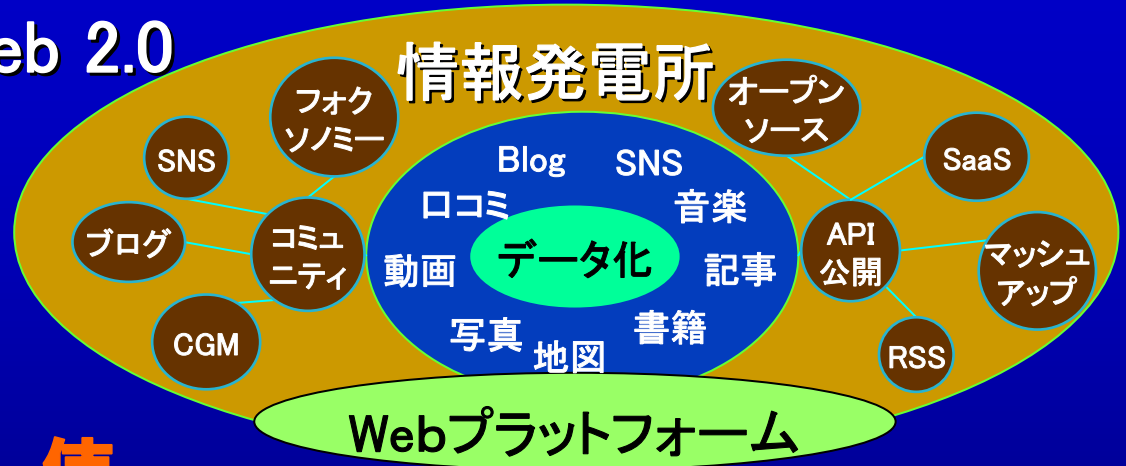 eb 2.0
情報発電所
フォク
ソノミー
SNS
ブログ
コミュ
ニティ
CGM
Blog
SNS
口コミ
音楽
動画
データ化
記事
写真
地図
書籍
オープン
ソース
SaaS
API
公開
マッシュ
アップ
RSS
Webプラットフォーム